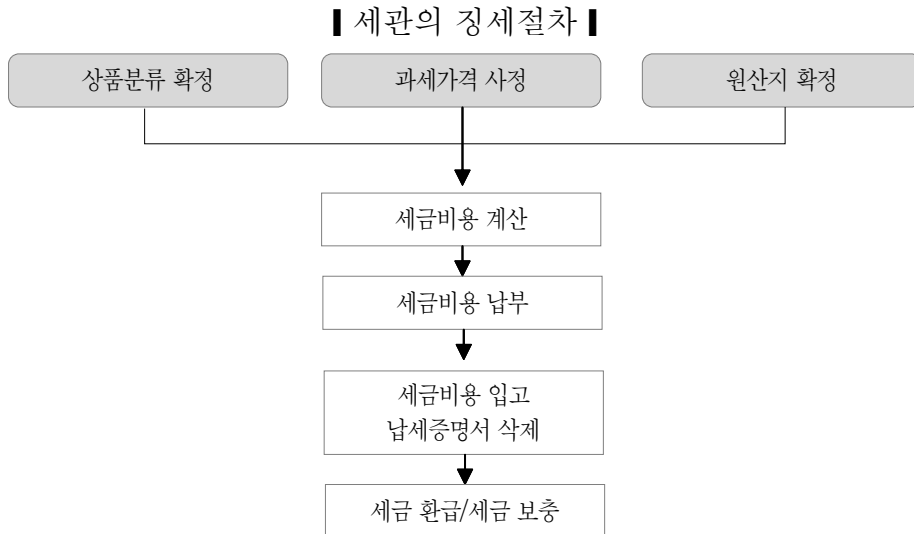 ▌세관의 징세절차▐
상품분류 확정
과세가격 사정
원산지 확정
세금비용 계산
세금비용 납부
세금비용 입고
납세증명서 삭제
세금 환급/세금 보충